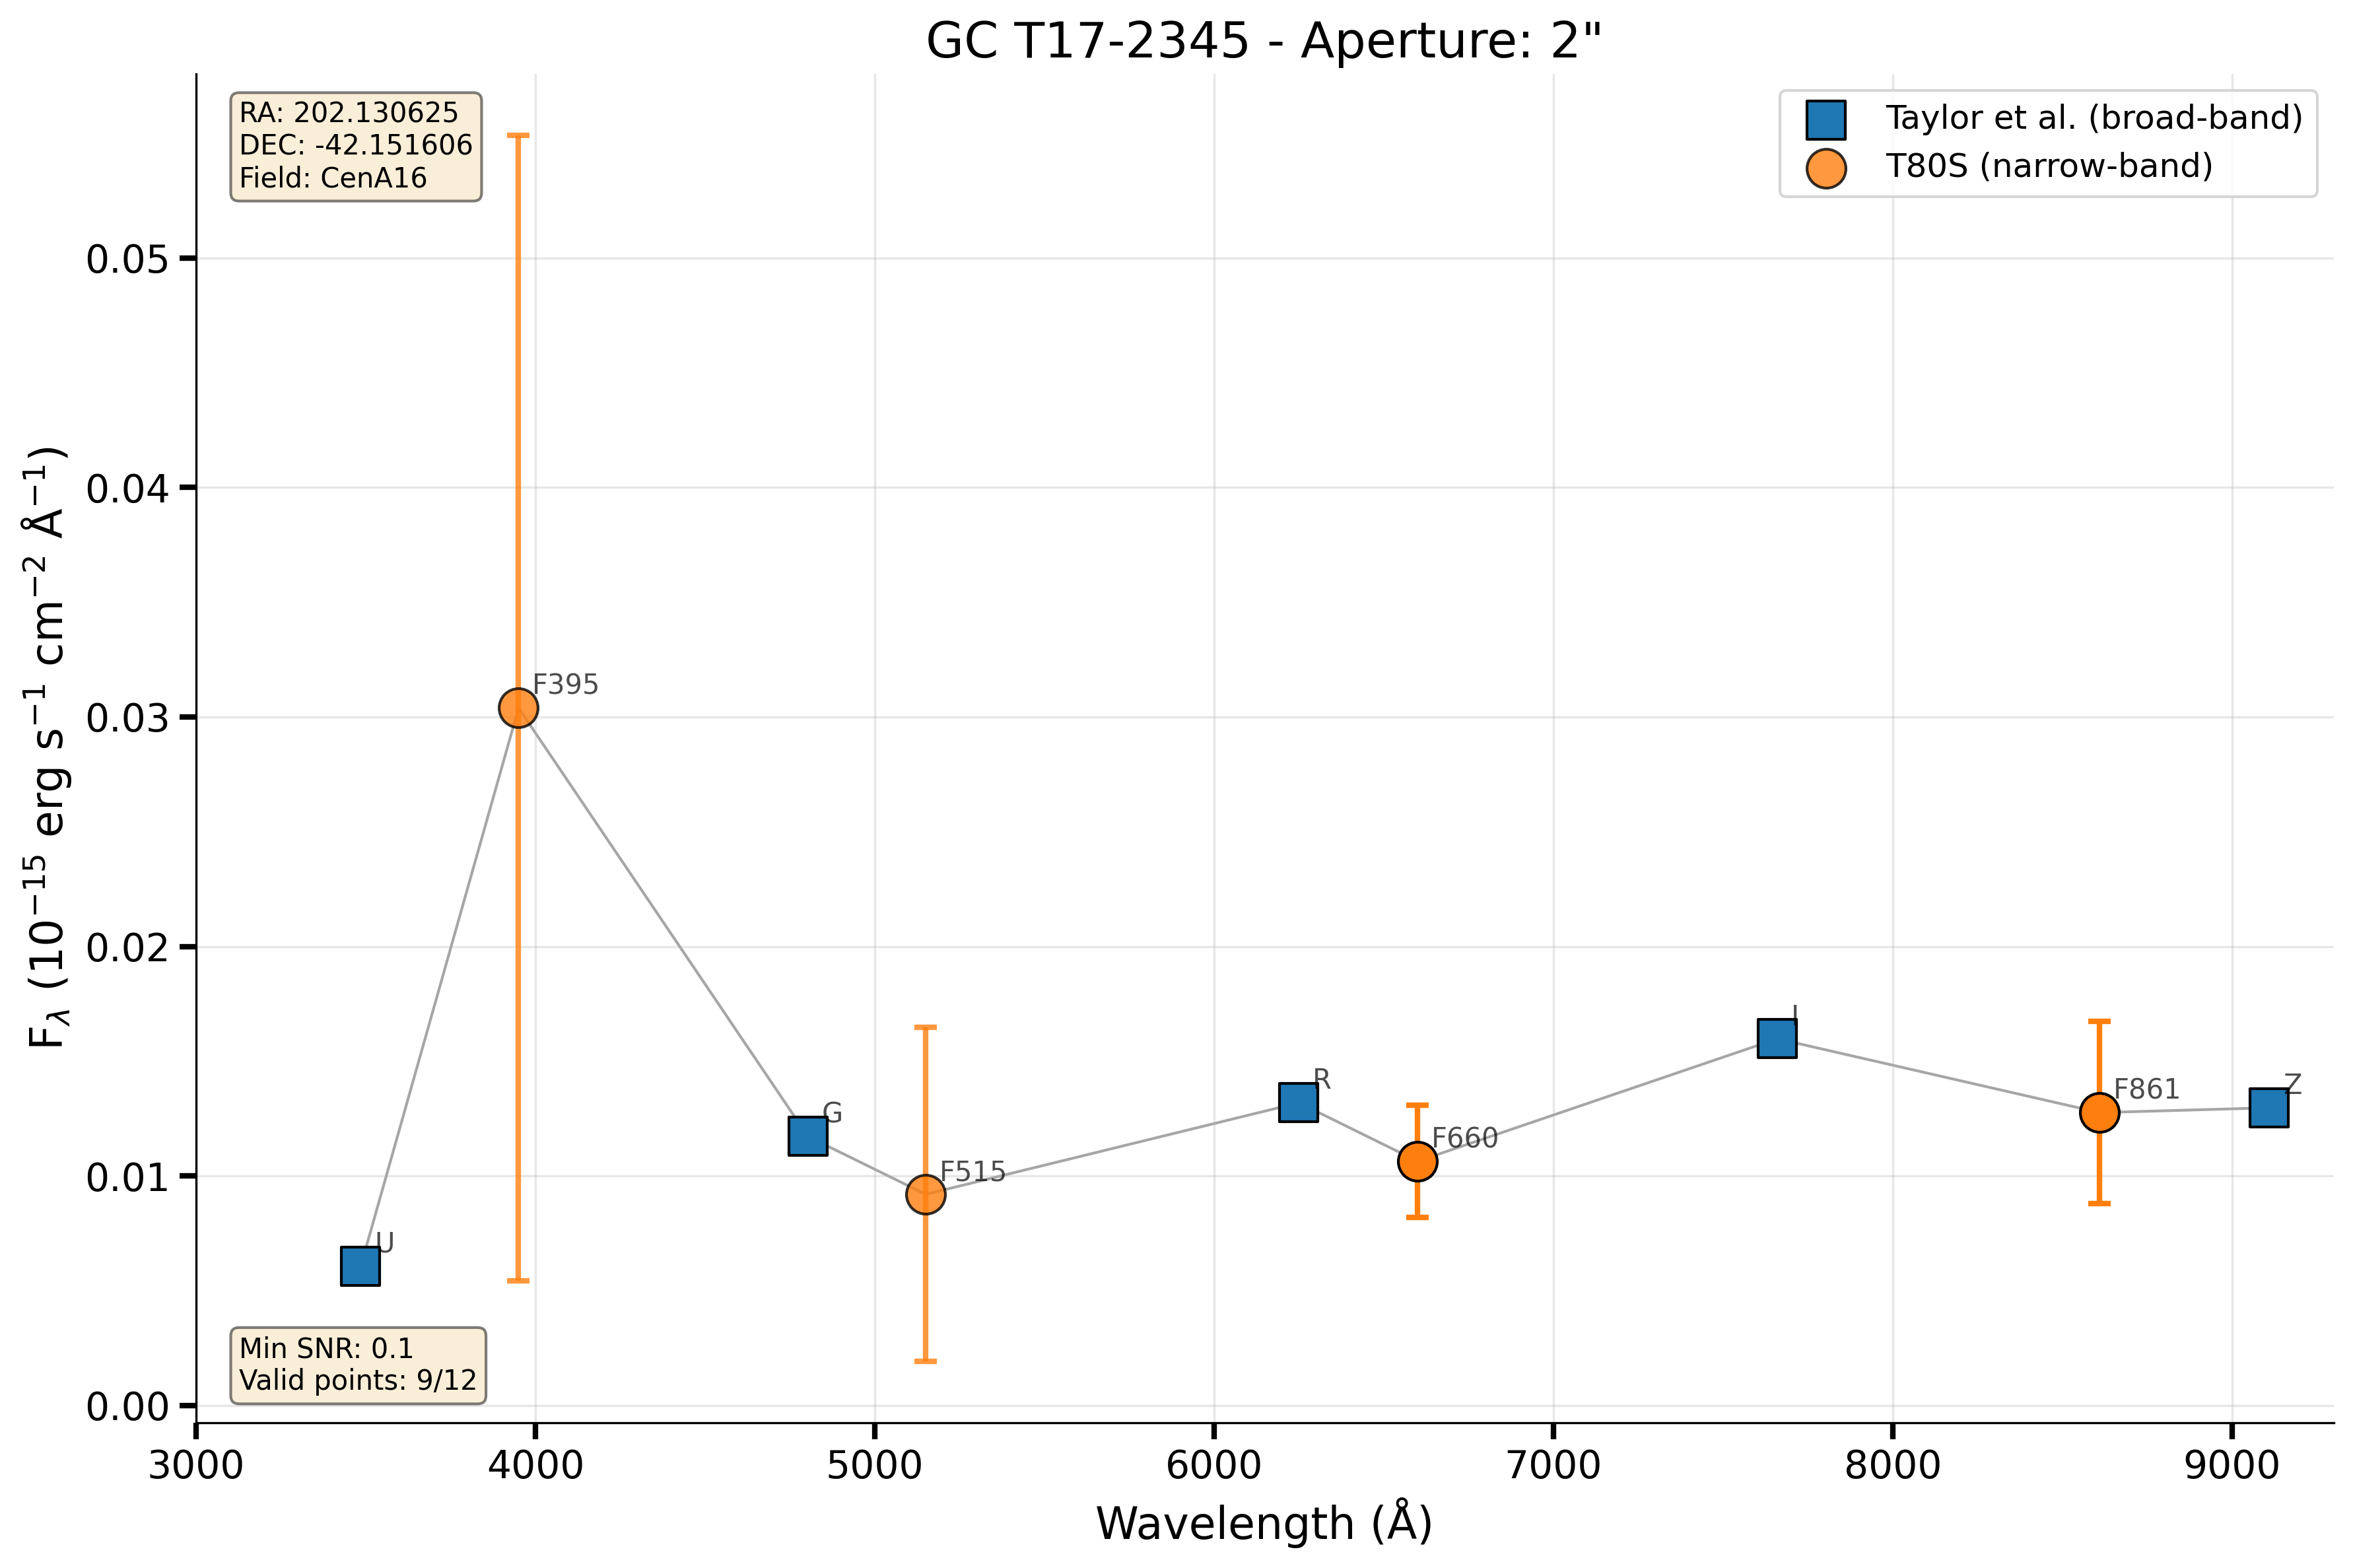 GC T17-2345 - Aperture: 2"
RA: 202.130625
DEC: -42.151606
Field: CenA16
Taylor et al. (broad-band)
T80S (narrow-band)
F_λ (10⁻¹⁵ erg s⁻¹ cm⁻² Å⁻¹)
0.05
0.04
0.03
0.02
0.01
0.00
U
F395
G
F515
R
F660
I
F861
Z
Min SNR: 0.1
Valid points: 9/12
3000 4000 5000 6000 7000 8000 9000
Wavelength (Å)